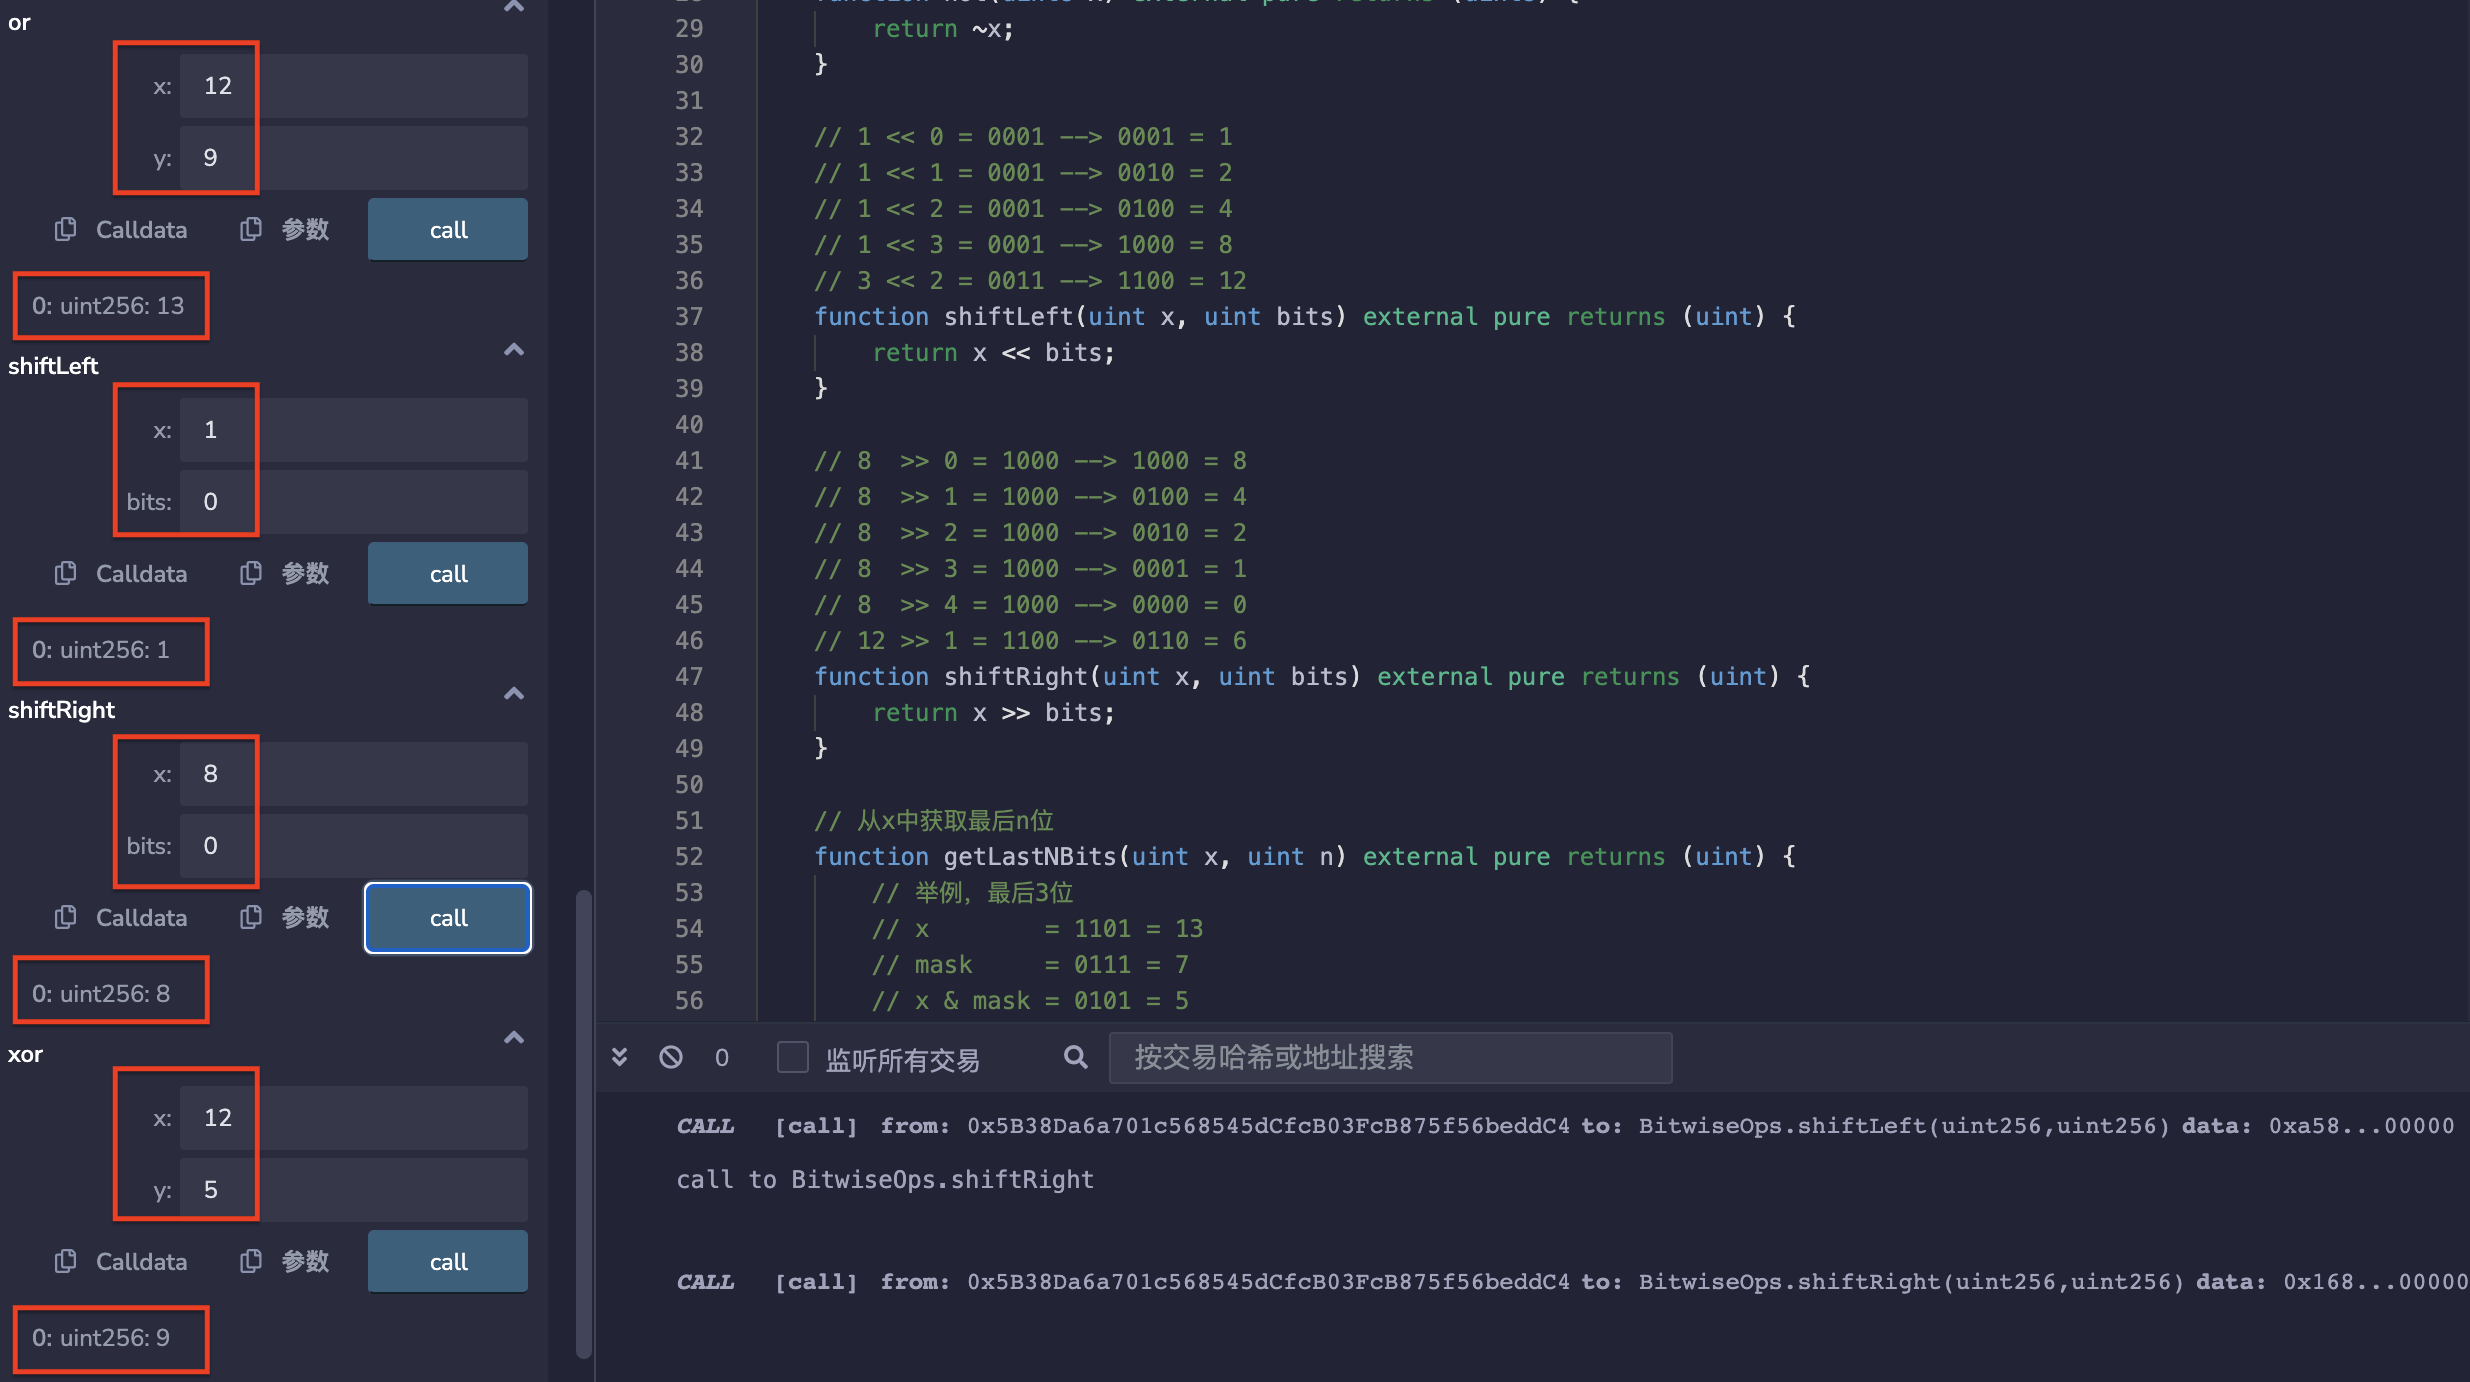 or
x: 12
y: 9
Calldata 参数 call
0: uint256: 13
shiftLeft
x: 1
bits: 0
Calldata 参数 call
0: uint256: 1
shiftRight
x: 8
bits: 0
Calldata 参数 call
0: uint256: 8
xor
x: 12
y: 5
Calldata 参数 call
0: uint256: 9
29 return ~x;
30 }
31
32 // 1 << 0 = 0001 --> 0001 = 1
33 // 1 << 1 = 0001 --> 0010 = 2
34 // 1 << 2 = 0001 --> 0100 = 4
35 // 1 << 3 = 0001 --> 1000 = 8
36 // 3 << 2 = 0011 --> 1100 = 12
37 function shiftLeft(uint x, uint bits) external pure returns (uint) {
38 return x << bits;
39 }
40
41 // 8  >> 0 = 1000 --> 1000 = 8
42 // 8  >> 1 = 1000 --> 0100 = 4
43 // 8  >> 2 = 1000 --> 0010 = 2
44 // 8  >> 3 = 1000 --> 0001 = 1
45 // 8  >> 4 = 1000 --> 0000 = 0
46 // 12 >> 1 = 1100 --> 0110 = 6
47 function shiftRight(uint x, uint bits) external pure returns (uint) {
48 return x >> bits;
49 }
50
51 // 从x中获取最后n位
52 function getLastNBits(uint x, uint n) external pure returns (uint) {
53 // 举例，最后3位
54 // x        = 1101 = 13
55 // mask     = 0111 = 7
56 // x & mask = 0101 = 5
0 监听所有交易 按交易哈希或地址搜索
CALL [call] from: 0x5B38Da6a701c568545dCfcB03FcB875f56beddC4 to: BitwiseOps.shiftLeft(uint256,uint256) data: 0xa58...00000
call to BitwiseOps.shiftRight
CALL [call] from: 0x5B38Da6a701c568545dCfcB03FcB875f56beddC4 to: BitwiseOps.shiftRight(uint256,uint256) data: 0x168...00000